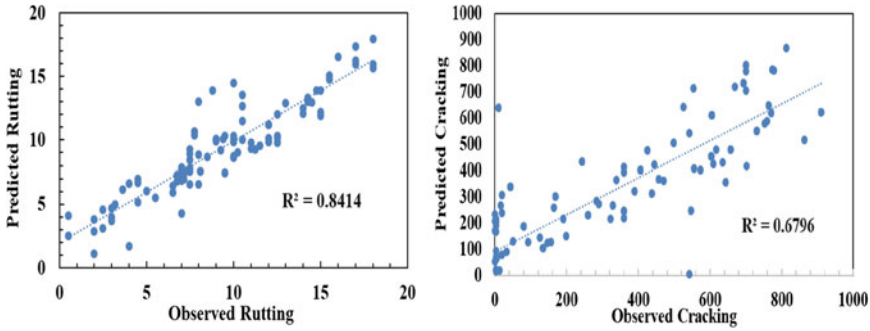 20
15
10
5
0
0 5 10 15 20
Predicted Rutting
Observed Rutting
R² = 0.8414
1000
900
800
700
600
500
400
300
200
100
0
0 200 400 600 800 1000
Predicted Cracking
Observed Cracking
R² = 0.6796